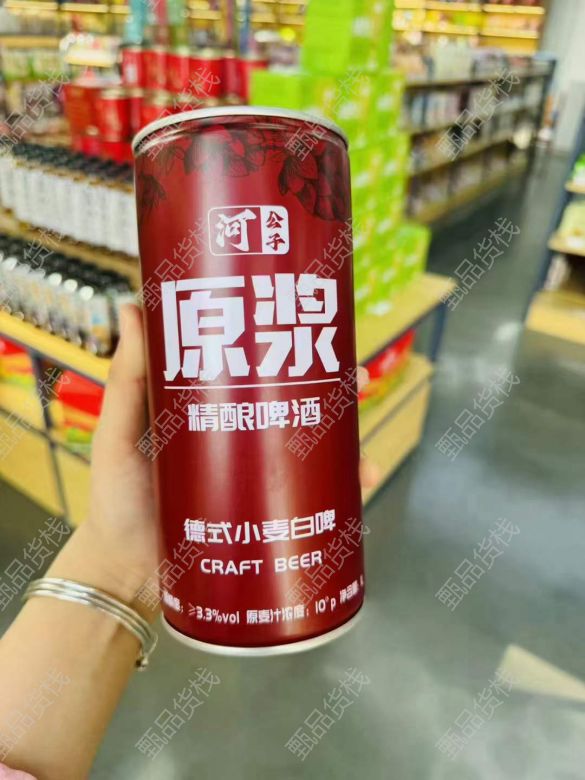 河公子
原浆
精酿啤酒
德式小麦白啤
CRAFT BEER
≥3.3%vol 原麦汁浓度：10°p 净含量：
甄品货栈